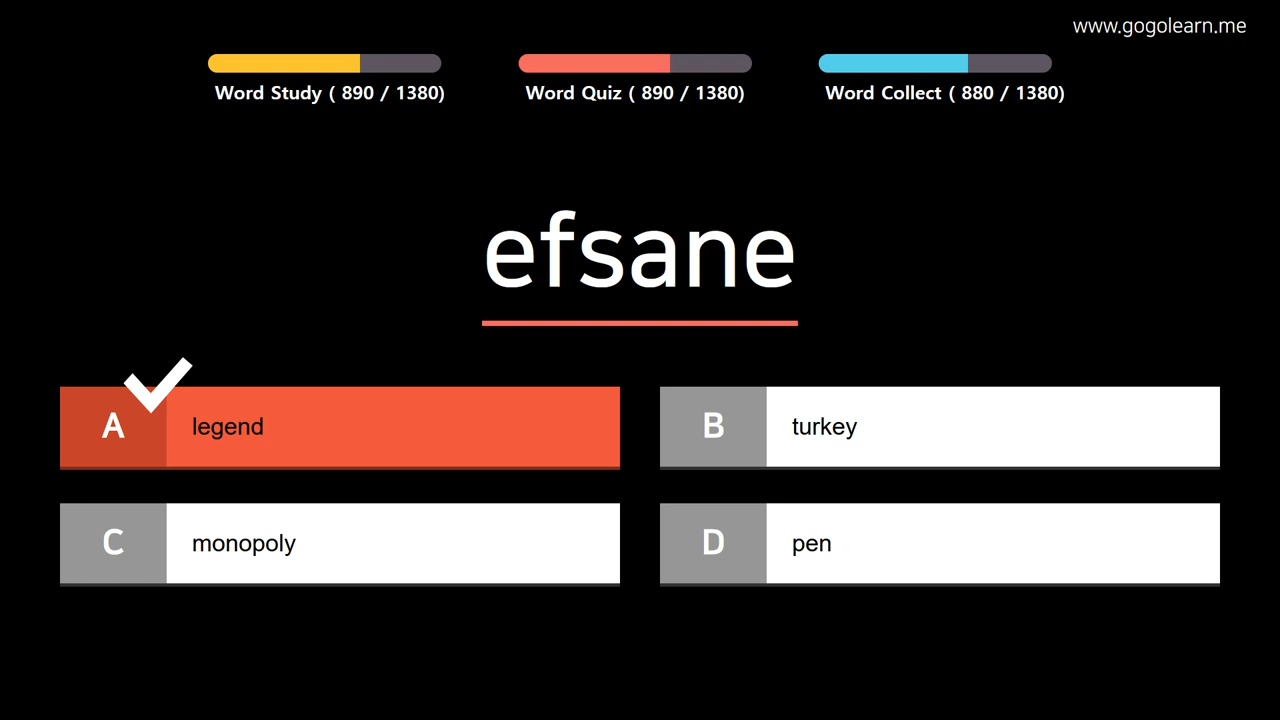 www.gogolearn.me
Word Study ( 890 / 1380)
Word Quiz ( 890 / 1380)
Word Collect ( 880 / 1380)
efsane
A legend
B turkey
C monopoly
D pen